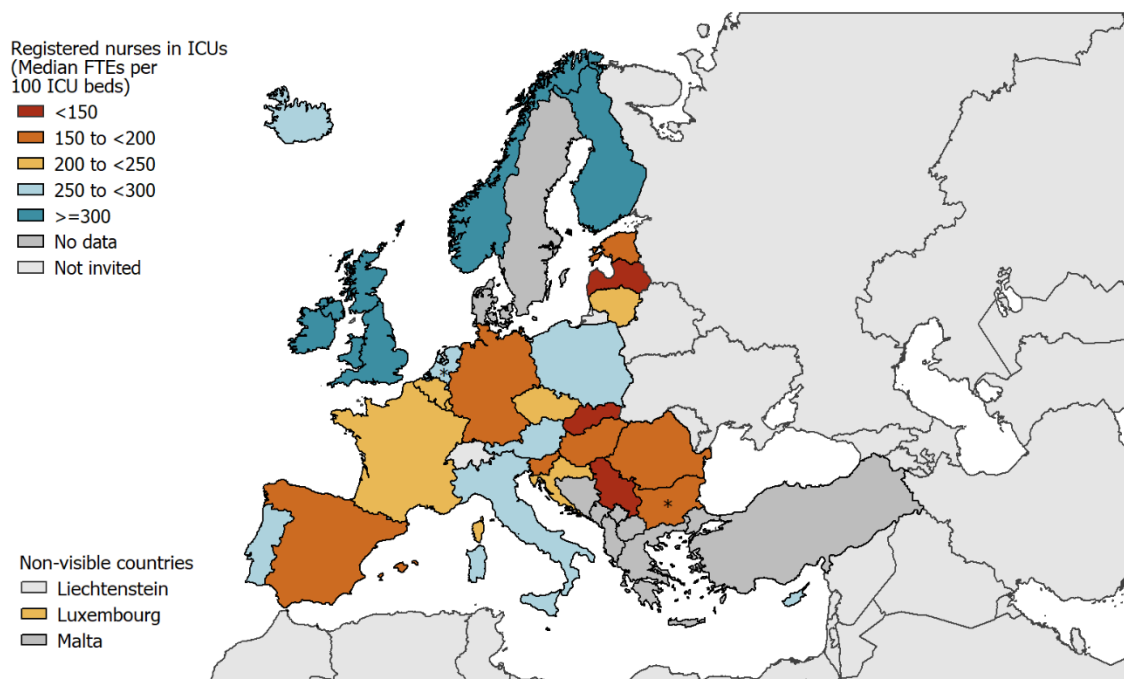 Registered nurses in ICUs
(Median FTEs per
100 ICU beds)
<150
150 to <200
200 to <250
250 to <300
>=300
No data
Not invited
*
*
Non-visible countries
Liechtenstein
Luxembourg
Malta